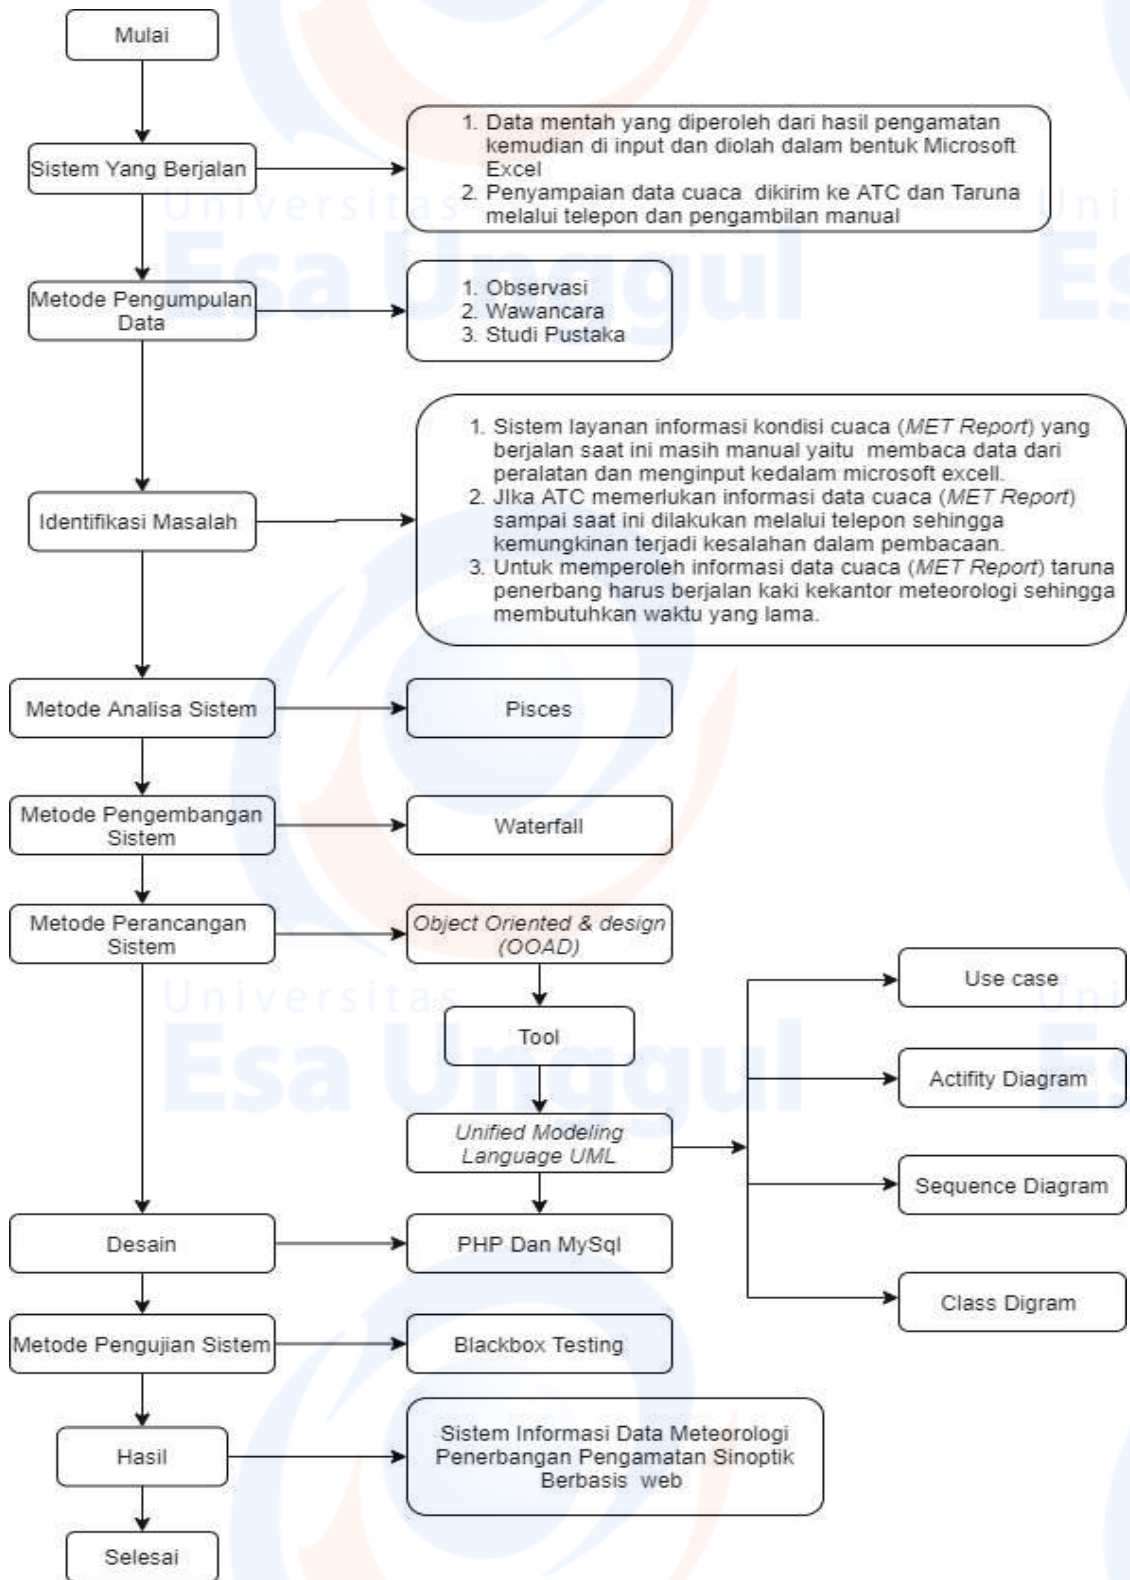 Mulai
Sistem Yang Berjalan
1. Data mentah yang diperoleh dari hasil pengamatan
kemudian di input dan diolah dalam bentuk Microsoft
Excel
2. Penyampaian data cuaca dikirim ke ATC dan Taruna
melalui telepon dan pengambilan manual
Universitas
Esa Unggul
Uni
Es
Metode Pengumpulan
Data
1. Observasi
2. Wawancara
3. Studi Pustaka
Identifikasi Masalah
1. Sistem layanan informasi kondisi cuaca (MET Report) yang
berjalan saat ini masih manual yaitu membaca data dari
peralatan dan menginput kedalam microsoft excell.
2. JIka ATC memerlukan informasi data cuaca (MET Report)
sampai saat ini dilakukan melalui telepon sehingga
kemungkinan terjadi kesalahan dalam pembacaan.
3. Untuk memperoleh informasi data cuaca (MET Report) taruna
penerbang harus berjalan kaki kekantor meteorologi sehingga
membutuhkan waktu yang lama.
Metode Analisa Sistem
Pisces
Metode Pengembangan
Sistem
Waterfall
Metode Perancangan
Sistem
Object Oriented & design
(OOAD)
Tool
Unified Modeling
Language UML
Use case
Actifity Diagram
Sequence Diagram
Class Digram
Universitas
Esa Unggul
Uni
Es
Desain
PHP Dan MySql
Metode Pengujian Sistem
Blackbox Testing
Hasil
Sistem Informasi Data Meteorologi
Penerbangan Pengamatan Sinoptik
Berbasis web
Selesai